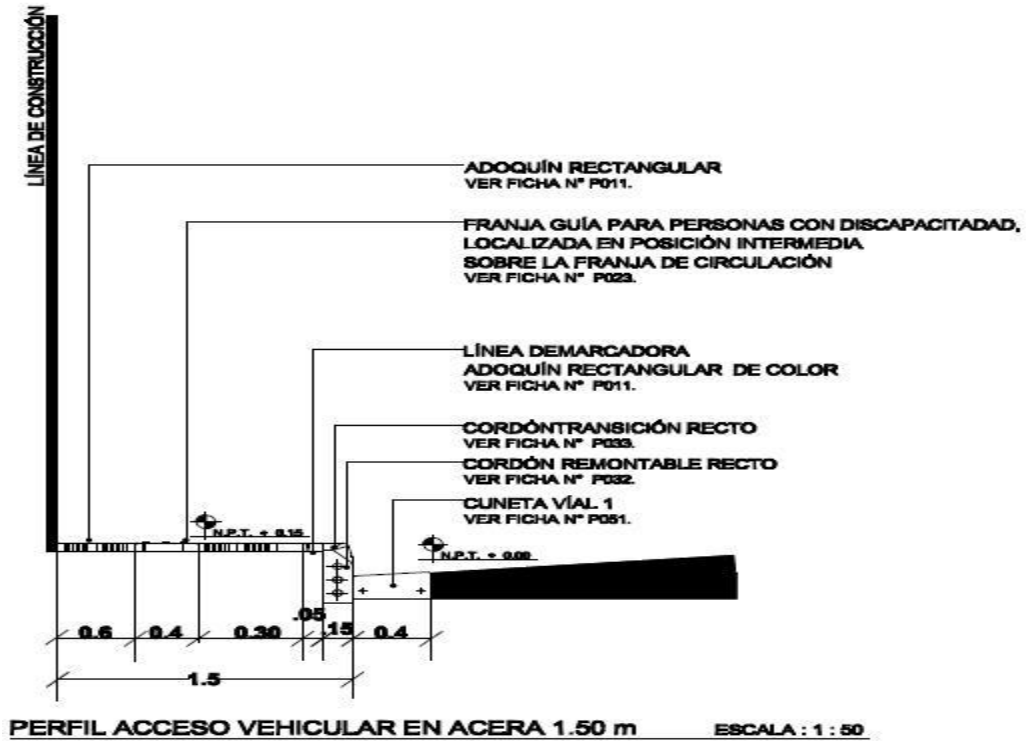 LÍNEA DE CONSTRUCCIÓN
ADOQUÍN RECTANGULAR
VER FICHA N° P011.
FRANJA GUÍA PARA PERSONAS CON DISCAPACITADAD,
LOCALIZADA EN POSICIÓN INTERMEDIA
SOBRE LA FRANJA DE CIRCULACIÓN
VER FICHA N° P023.
LÍNEA DEMARCADORA
ADOQUÍN RECTANGULAR DE COLOR
VER FICHA N° P011.
CORDÓNTRANSICIÓN RECTO
VER FICHA N° P033.
CORDÓN REMONTABLE RECTO
VER FICHA N° P032.
CUNETA VÍAL 1
VER FICHA N° P051.
N.P.T. + 0.15
N.P.T. + 0.00
0.6 0.4 0.30 .05 .15 0.4
1.5
PERFIL ACCESO VEHICULAR EN ACERA 1.50 m ESCALA : 1 : 50